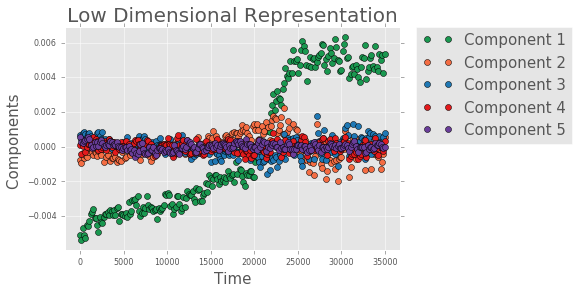 Low Dimensional Representation
Components
0.006
0.004
0.002
0.000
−0.002
−0.004
0
5000
10000
15000
20000
25000
30000
35000
Time
Component 1
Component 2
Component 3
Component 4
Component 5